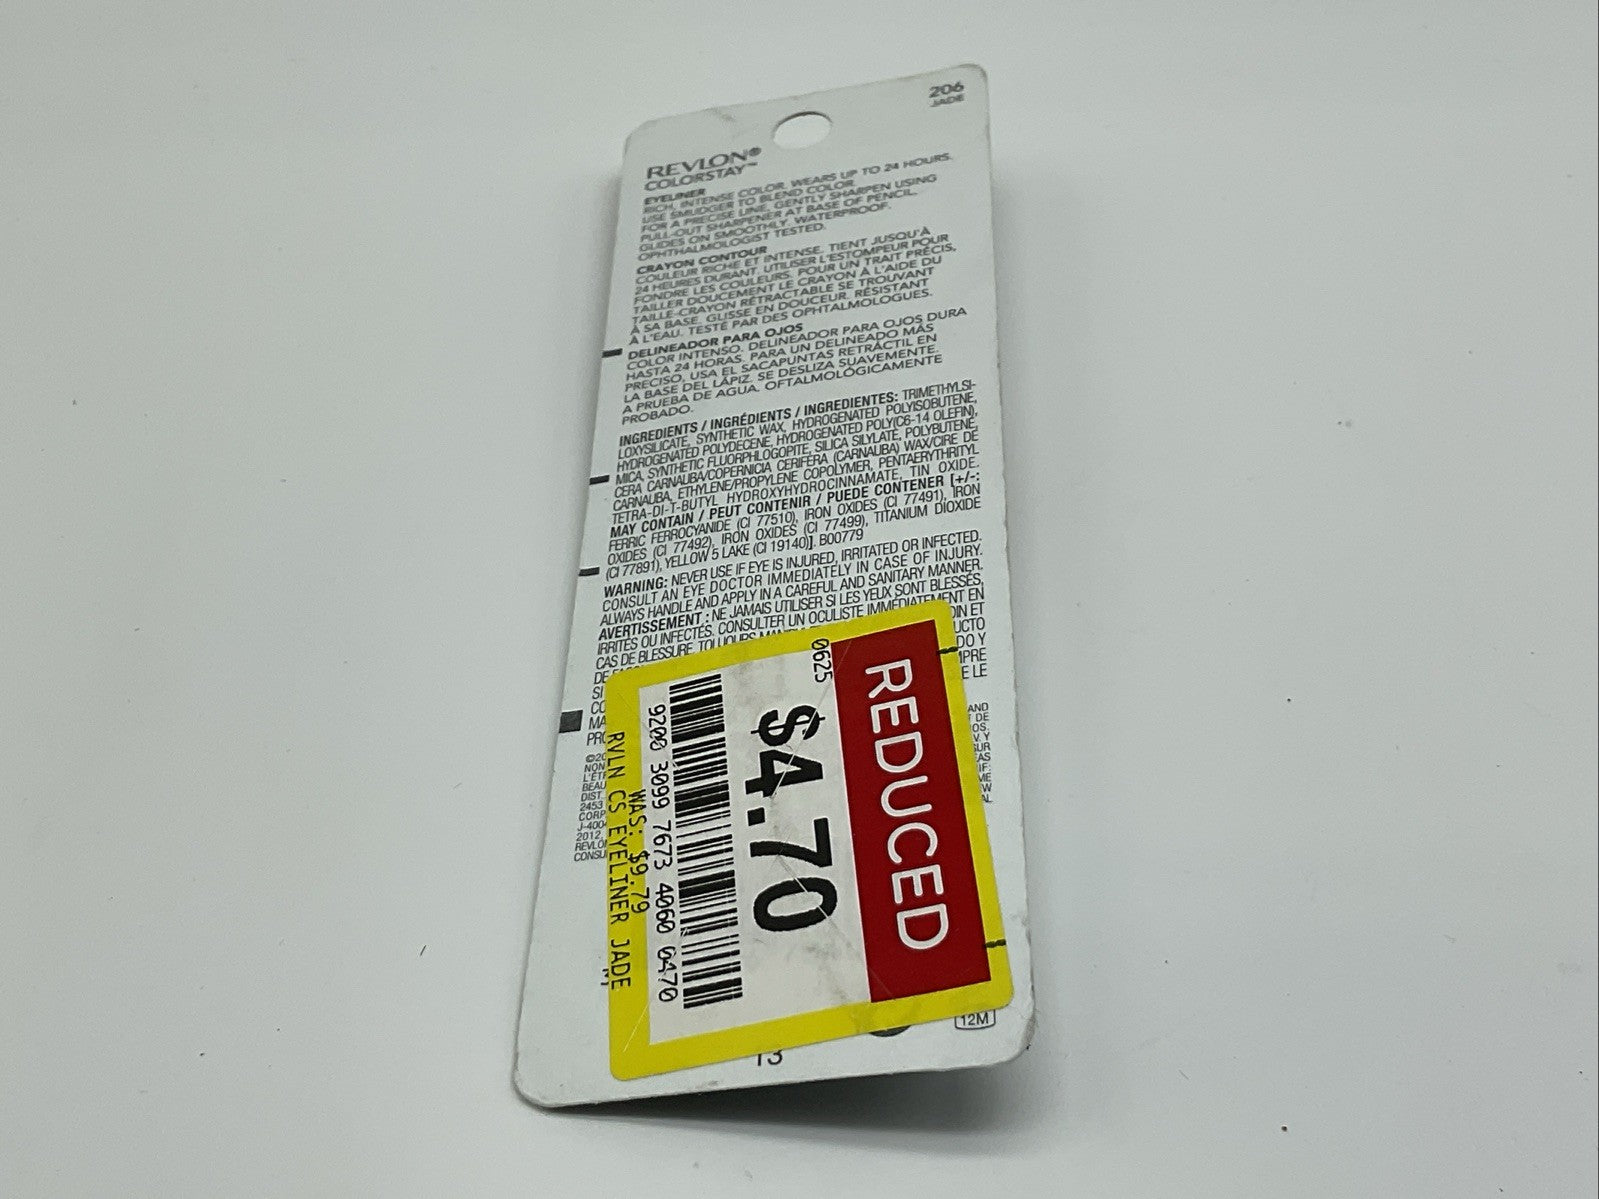 206
JADE
REVLON®
COLORSTAY™
EYELINER
RICH, INTENSE COLOR. WEARS UP TO 24 HOURS.
USE SMUDGER TO BLEND COLOR.
FOR A PRECISE LINE, GENTLY SHARPEN USING
PULL-OUT SHARPENER AT BASE OF PENCIL.
GLIDES ON SMOOTHLY. WATERPROOF.
OPHTHALMOLOGIST TESTED.
CRAYON CONTOUR
COULEUR RICHE ET INTENSE. TIENT JUSQU'À
24 HEURES DURANT. UTILISER L'ESTOMPEUR POUR
FONDRE LES COULEURS. POUR UN TRAIT PRÉCIS,
TAILLER DOUCEMENT LE CRAYON À L'AIDE DU
TAILLE-CRAYON RÉTRACTABLE SE TROUVANT
À SA BASE. GLISSE EN DOUCEUR. RÉSISTANT
À L'EAU. TESTÉ PAR DES OPHTALMOLOGUES.
DELINEADOR PARA OJOS
COLOR INTENSO. DELINEADOR PARA OJOS DURA
HASTA 24 HORAS. PARA UN DELINEADO MÁS
PRECISO, USA EL SACAPUNTAS RETRÁCTIL EN
LA BASE DEL LÁPIZ. SE DESLIZA SUAVEMENTE.
A PRUEBA DE AGUA. OFTALMOLÓGICAMENTE
PROBADO.
INGREDIENTS / INGRÉDIENTS / INGREDIENTES: TRIMETHYLSI-
LOXYSILICATE, SYNTHETIC WAX, HYDROGENATED POLYISOBUTENE,
HYDROGENATED POLYDECENE, HYDROGENATED POLY(C6-14 OLEFIN),
MICA, SYNTHETIC FLUORPHLOGOPITE, SILICA SILYLATE, POLYBUTENE,
CERA CARNAUBA/COPERNICIA CERIFERA (CARNAUBA) WAX/CIRE DE
CARNAUBA, ETHYLENE/PROPYLENE COPOLYMER, PENTAERYTHRITYL
TETRA-DI-T-BUTYL HYDROXYHYDROCINNAMATE, TIN OXIDE.
MAY CONTAIN / PEUT CONTENIR / PUEDE CONTENER [+/-:
FERRIC FERROCYANIDE (CI 77510), IRON OXIDES (CI 77491), IRON
OXIDES (CI 77492), IRON OXIDES (CI 77499), TITANIUM DIOXIDE
(CI 77891), YELLOW 5 LAKE (CI 19140)]. B00779
WARNING: NEVER USE IF EYE IS INJURED, IRRITATED OR INFECTED.
CONSULT AN EYE DOCTOR IMMEDIATELY IN CASE OF INJURY.
ALWAYS HANDLE AND APPLY IN A CAREFUL AND SANITARY MANNER.
AVERTISSEMENT : NE JAMAIS UTILISER SI LES YEUX SONT BLESSÉS,
IRRITÉS OU INFECTÉS. CONSULTER UN OCULISTE IMMÉDIATEMENT EN
CAS DE BLESSURE. TOUJOURS
REDUCED
0625
$4.70
9200 3099 7673 4060 0470
WAS: $9.79
RVLN CS EYELINER JADE
12M
13